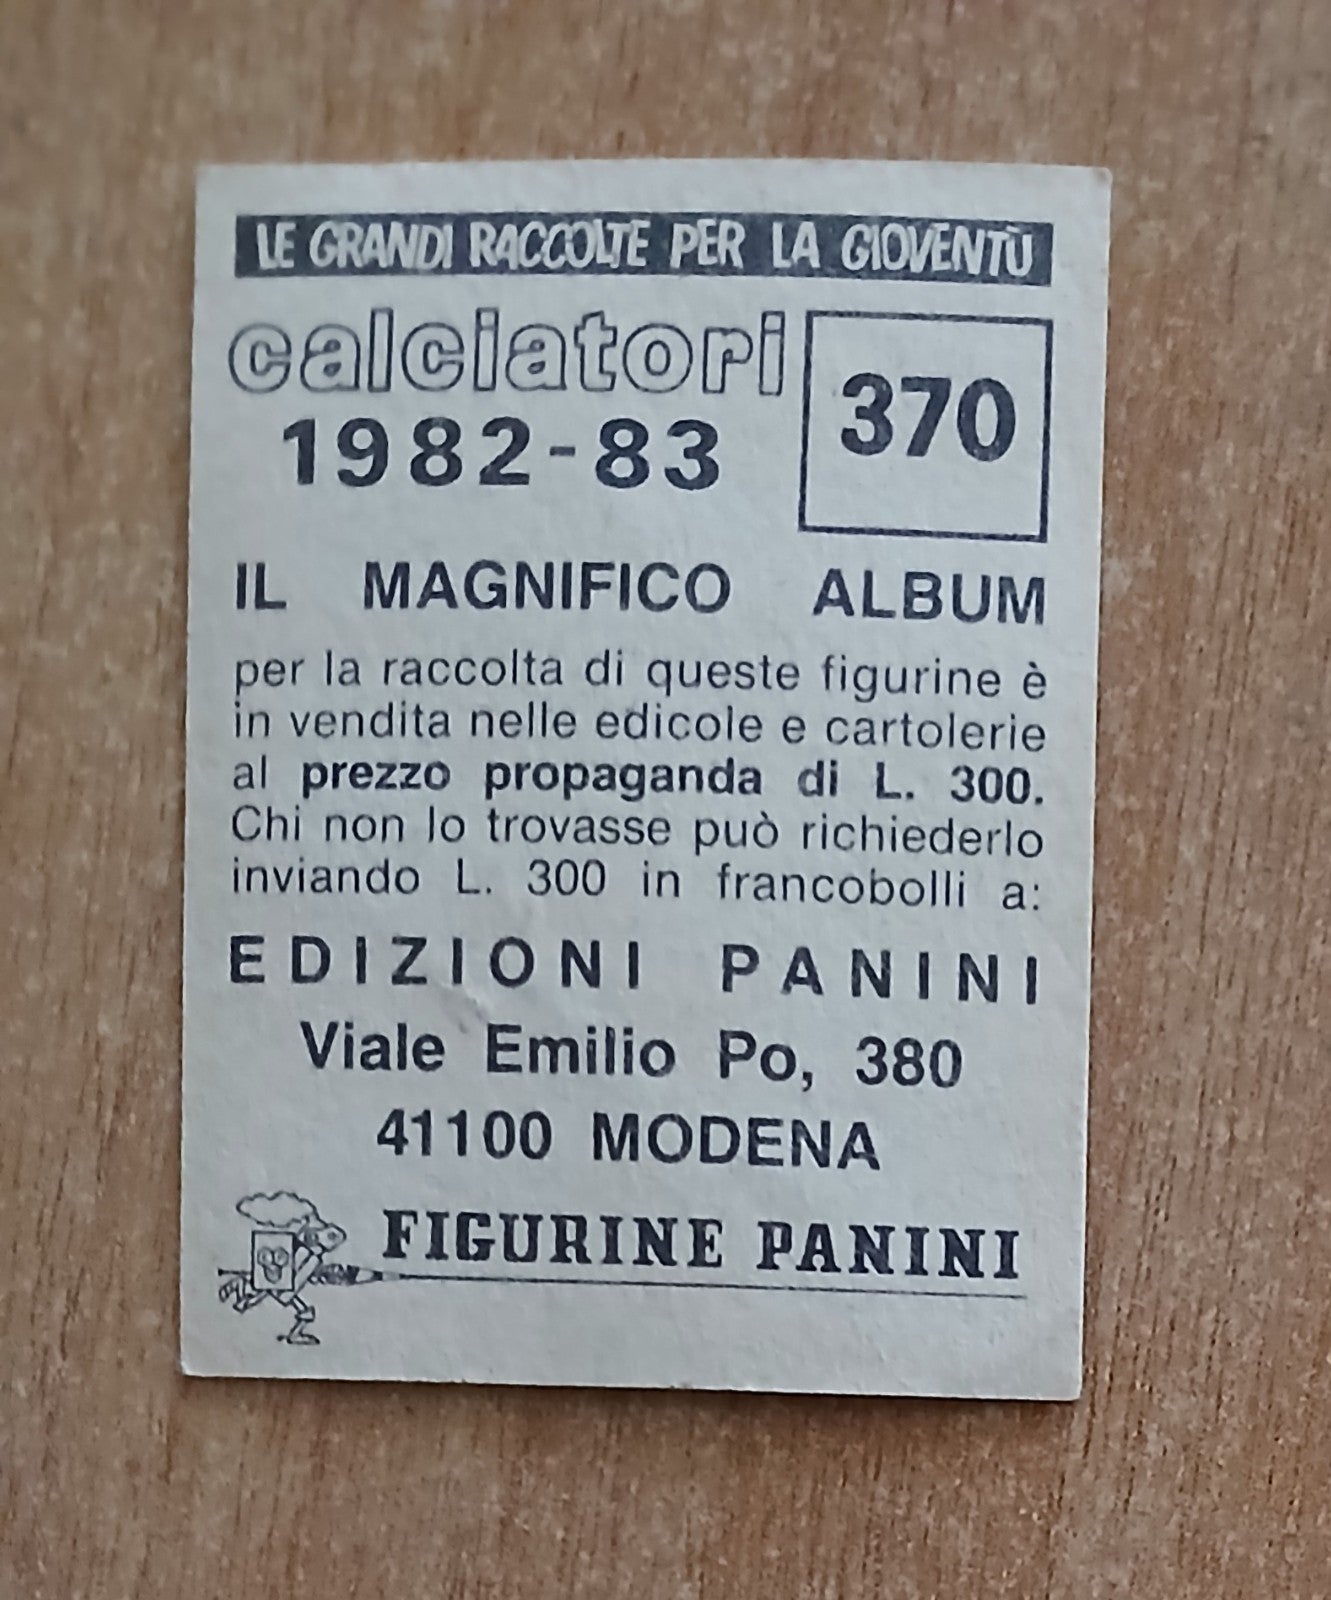 LE GRANDI RACCOLTE PER LA GIOVENTÙ
calciatori
1982-83
370
IL MAGNIFICO ALBUM
per la raccolta di queste figurine è
in vendita nelle edicole e cartolerie
al prezzo propaganda di L. 300.
Chi non lo trovasse può richiederlo
inviando L. 300 in francobolli a:
EDIZIONI PANINI
Viale Emilio Po, 380
41100 MODENA
FIGURINE PANINI